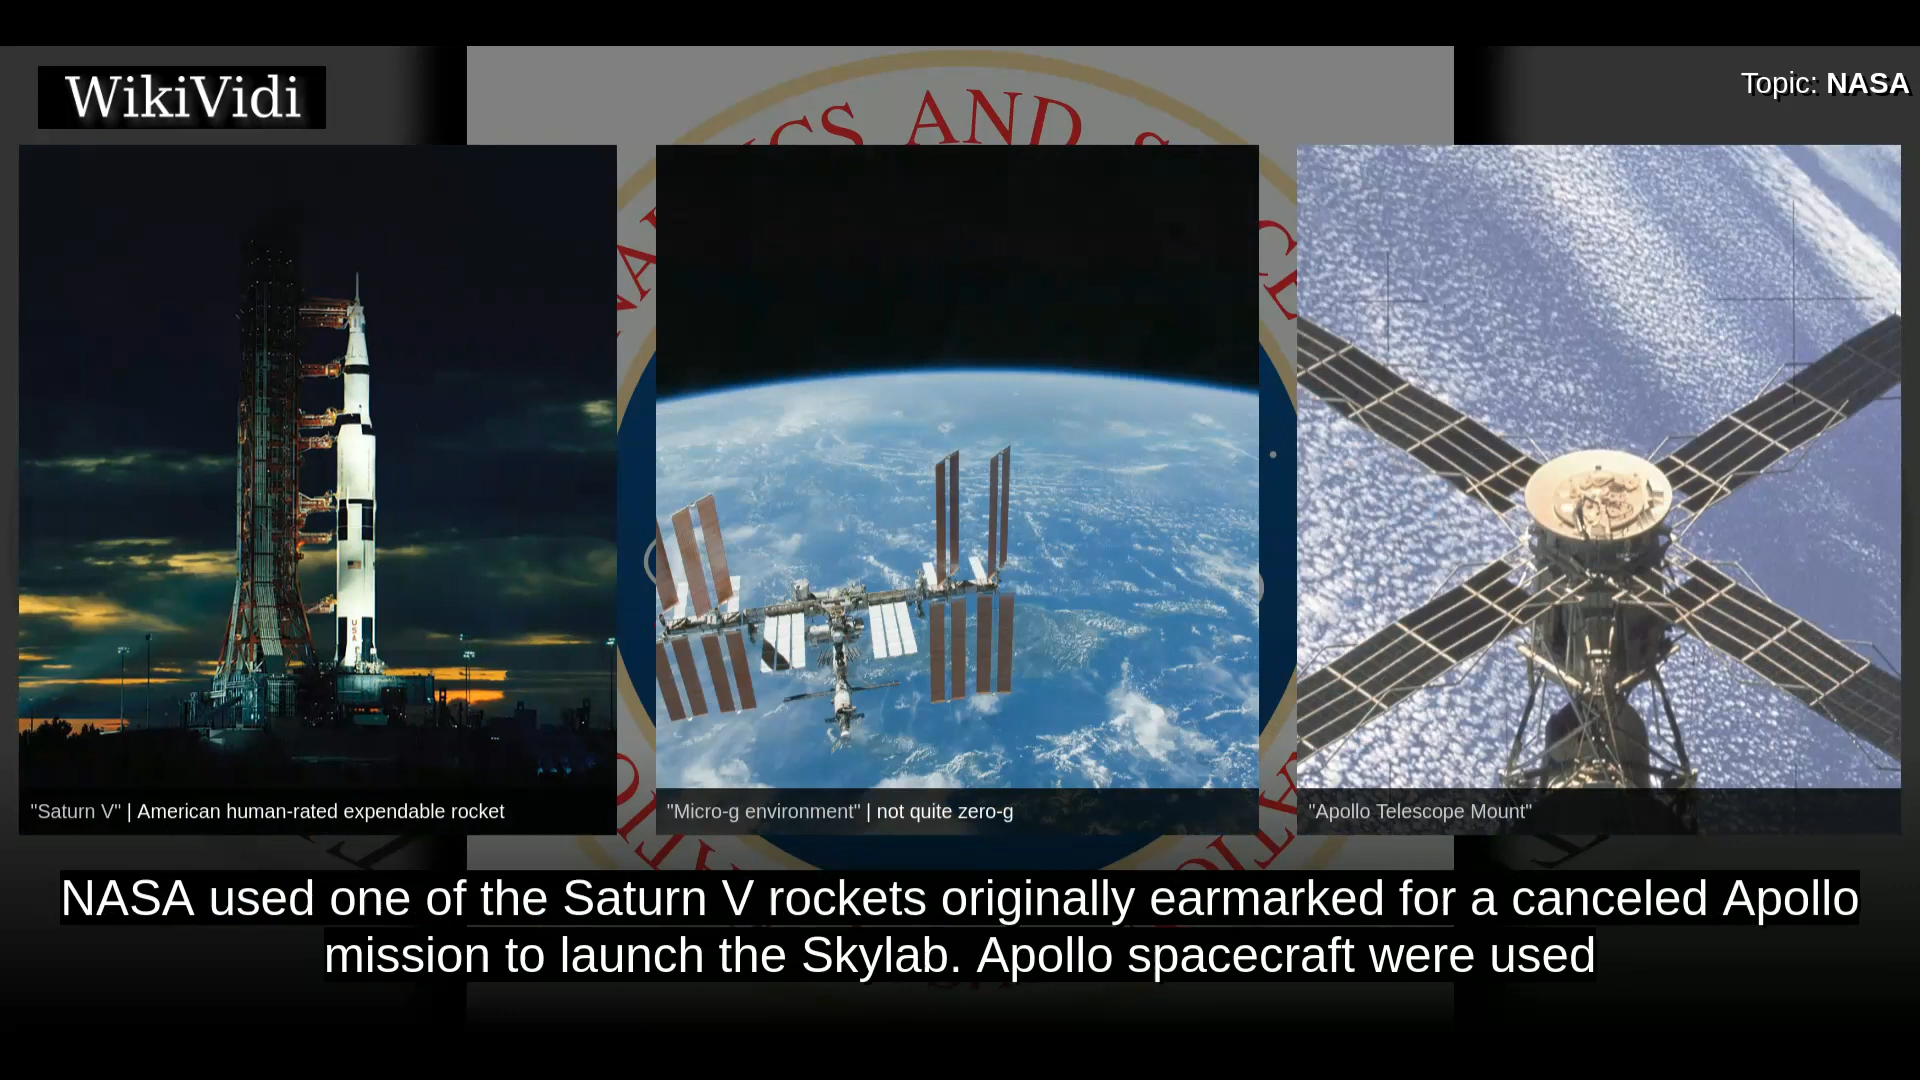 WikiVidi
Topic: NASA
ICS AND S
"Saturn V" | American human-rated expendable rocket
"Micro-g environment" | not quite zero-g
"Apollo Telescope Mount"
NASA used one of the Saturn V rockets originally earmarked for a canceled Apollo
mission to launch the Skylab. Apollo spacecraft were used